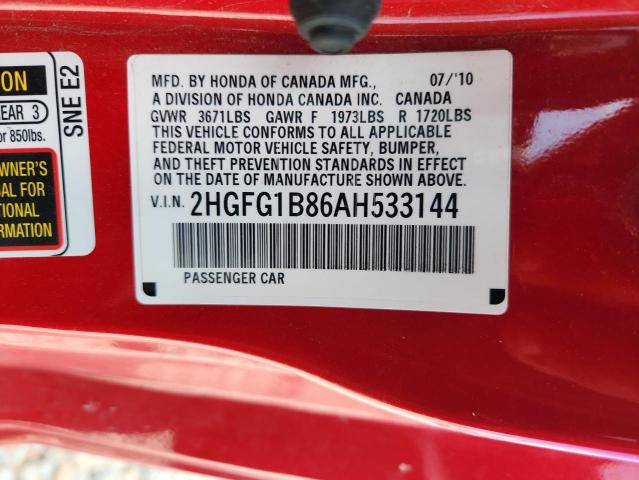 ON
EAR 3
r 850lbs.
WNER'S
AL FOR
TIONAL
ORMATION
SNE E2
MFD. BY HONDA OF CANADA MFG., 07/'10
A DIVISION OF HONDA CANADA INC. CANADA
GVWR 3671LBS GAWR F 1973LBS R 1720LBS
THIS VEHICLE CONFORMS TO ALL APPLICABLE
FEDERAL MOTOR VEHICLE SAFETY, BUMPER,
AND THEFT PREVENTION STANDARDS IN EFFECT
ON THE DATE OF MANUFACTURE SHOWN ABOVE.
V.I.N. 2HGFG1B86AH533144
PASSENGER CAR